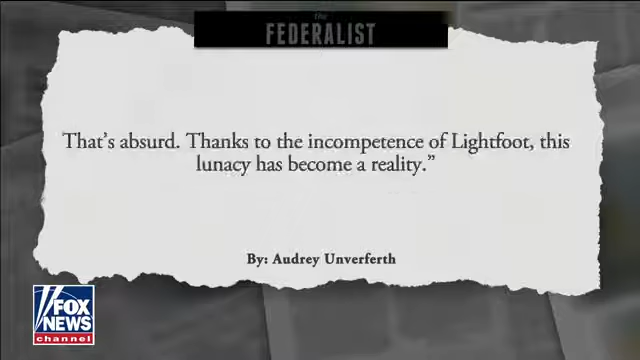 the
FEDERALIST
That's absurd. Thanks to the incompetence of Lightfoot, this
lunacy has become a reality.”
By: Audrey Unverferth
FOX
NEWS
channel